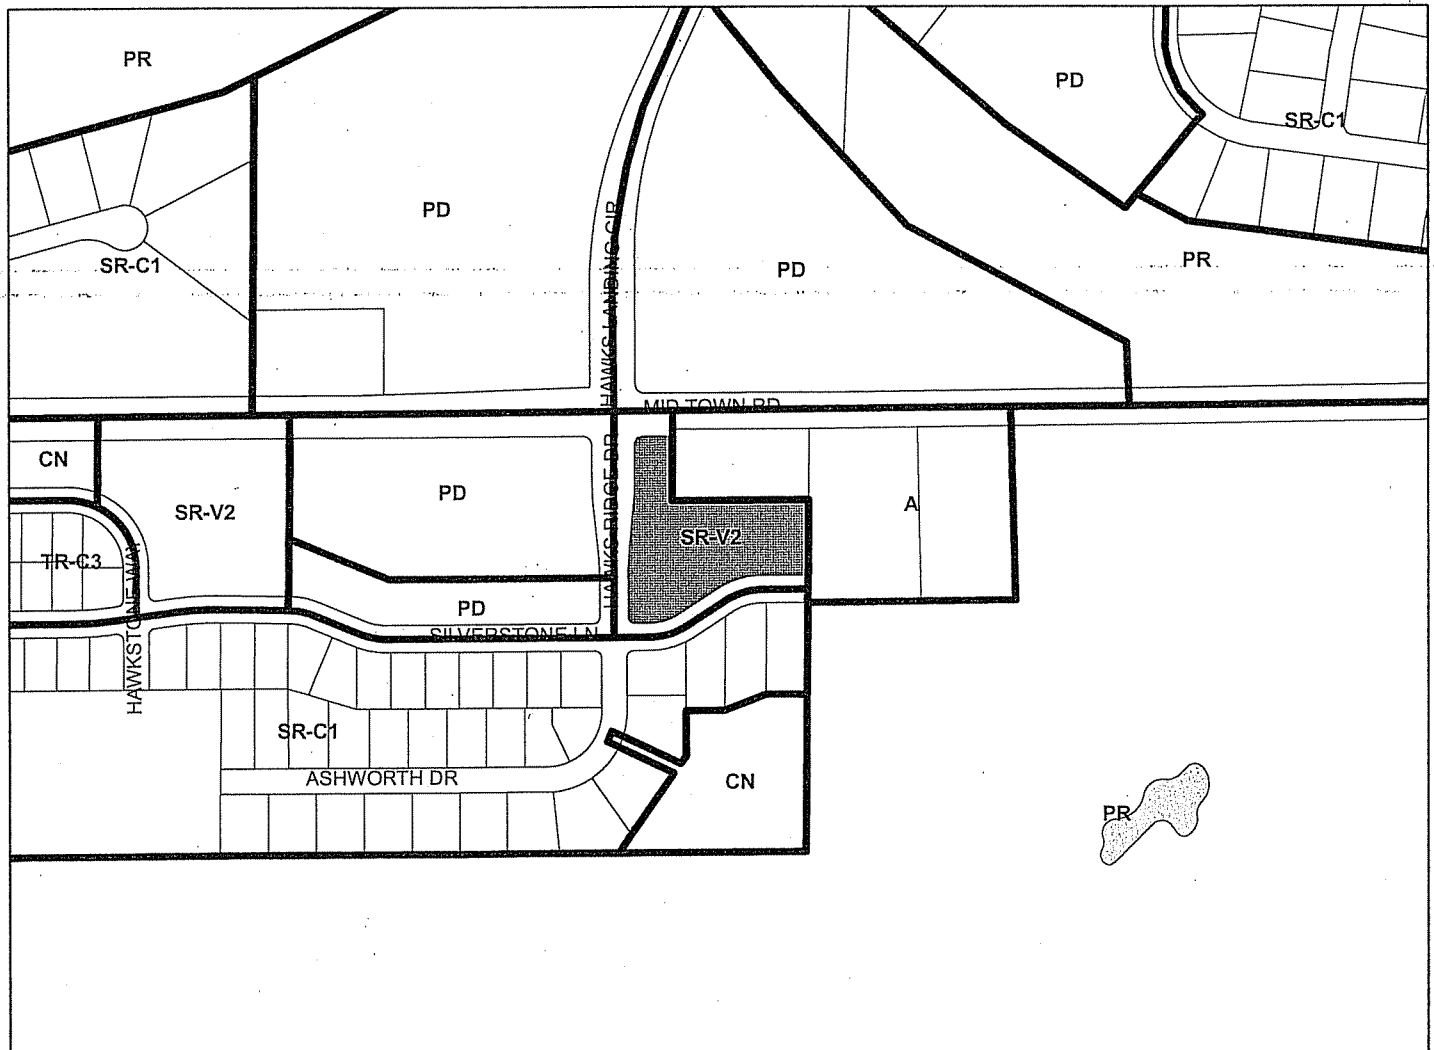 PR
PD
SR-C1
PD
HAWKS LANDING CIR
SR-C1
PD
PR
MID TOWN RD
CN
SR-V2
PD
HAWKS RIDGE DR
SR-V2
A
TR-C3
HAWKSTONE WAY
PD
SILVERSTONE LN
SR-C1
ASHWORTH DR
CN
PR